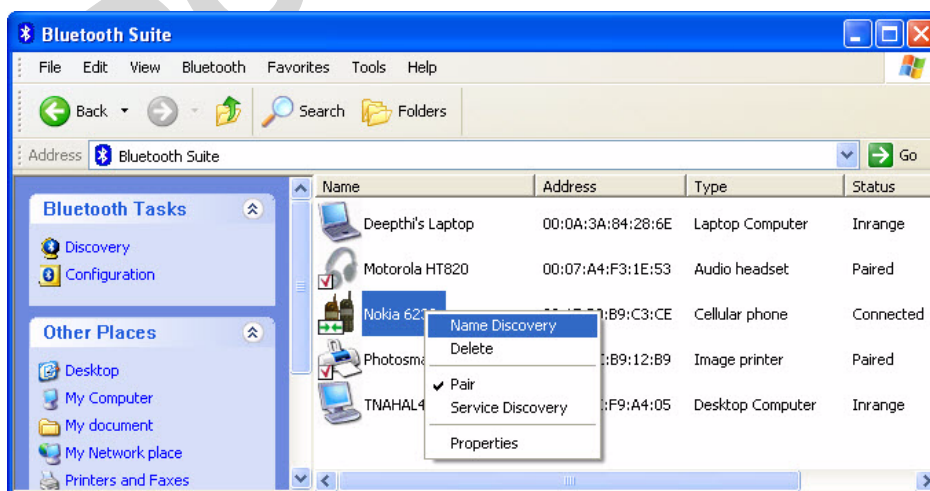 Bluetooth Suite
File Edit View Bluetooth Favorites Tools Help
Back Search Folders
Address Bluetooth Suite Go
Name Address Type Status
Bluetooth Tasks
Discovery
Configuration
Other Places
Desktop
My Computer
My document
My Network place
Printers and Faxes
Deepthi's Laptop 00:0A:3A:84:28:6E Laptop Computer Inrange
Motorola HT820 00:07:A4:F3:1E:53 Audio headset Paired
Nokia :B9:C3:CE Cellular phone Connected
:B9:12:B9 Image printer Paired
:F9:A4:05 Desktop Computer Inrange
Name Discovery
Delete
Pair
Service Discovery
Properties